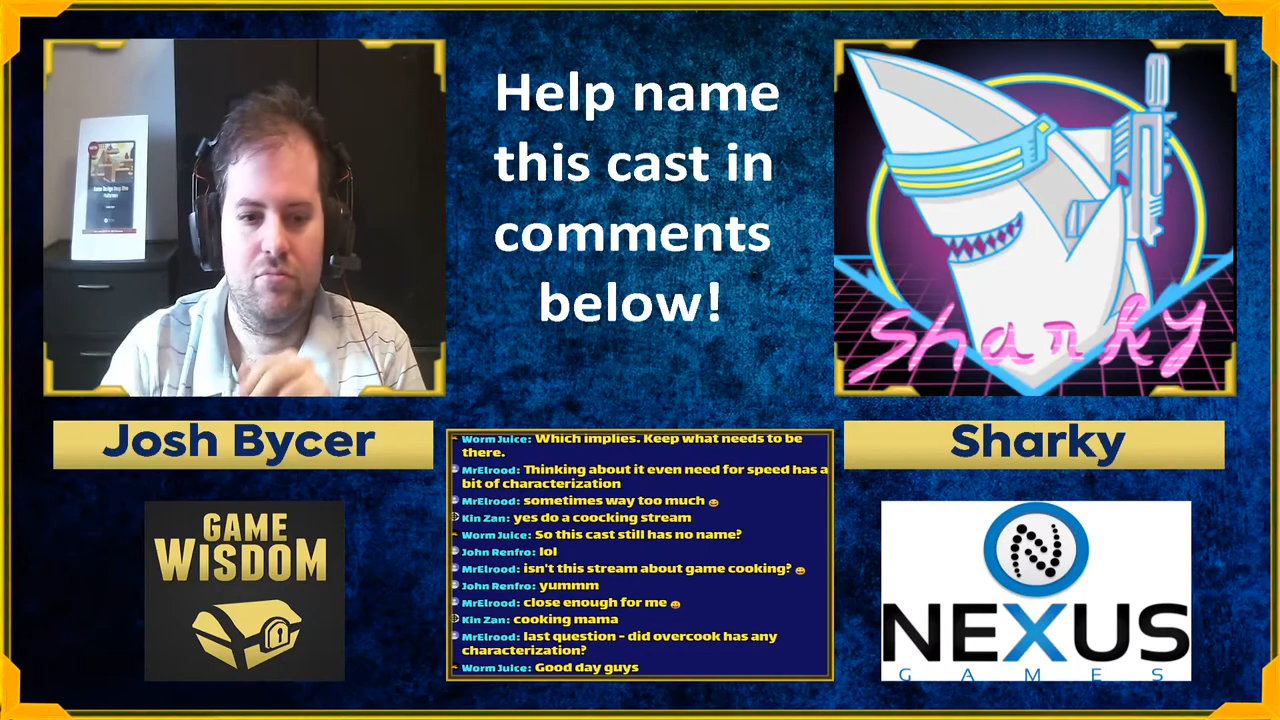 Help name
this cast in
comments
below!
Sharky
Josh Bycer
Sharky
Worm Juice: Which implies. Keep what needs to be
there.
MrElrood: Thinking about it even need for speed has a
bit of characterization
MrElrood: sometimes way too much 😄
Kin Zan: yes do a coocking stream
Worm Juice: So this cast still has no name?
John Renfro: lol
MrElrood: isn't this stream about game cooking? 😄
John Renfro: yummm
MrElrood: close enough for me 😛
Kin Zan: cooking mama
MrElrood: last question - did overcook has any
characterization?
Worm Juice: Good day guys
GAME
WISDOM
NEXUS
GAMES